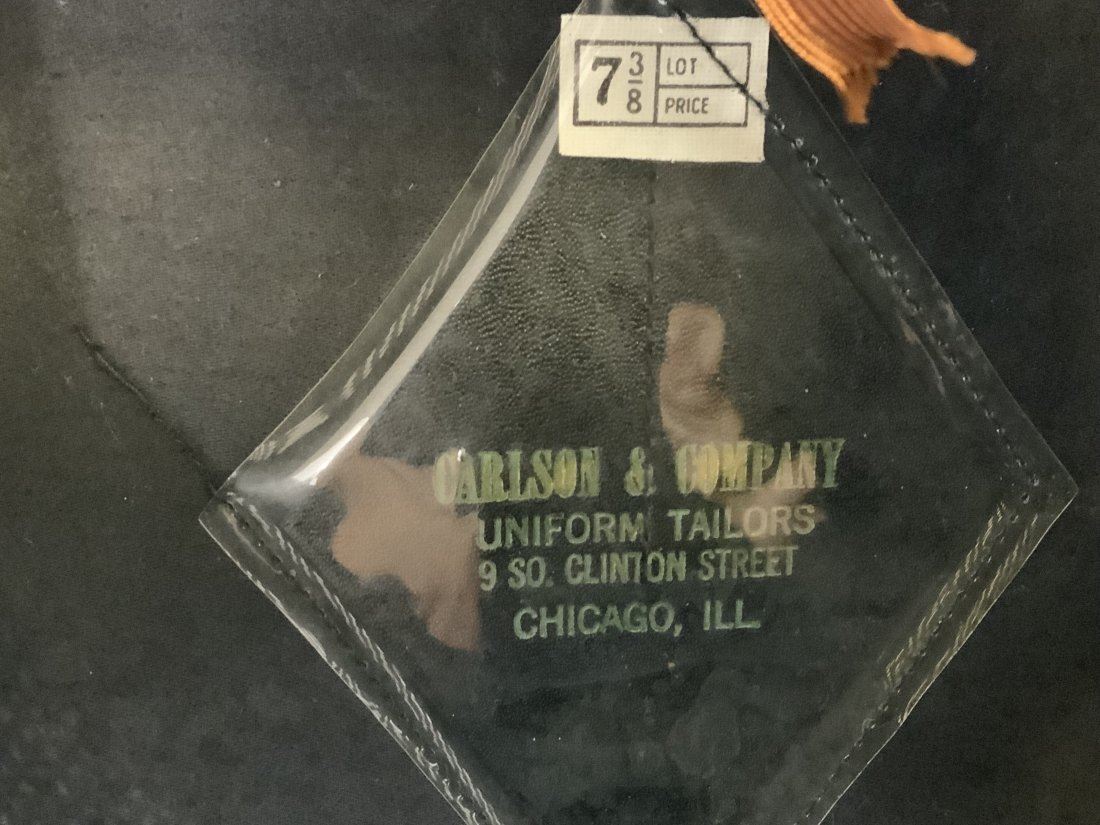 7 3/8 LOT
PRICE
CARLSON & COMPANY
UNIFORM TAILORS
9 SO. CLINTON STREET
CHICAGO, ILL.